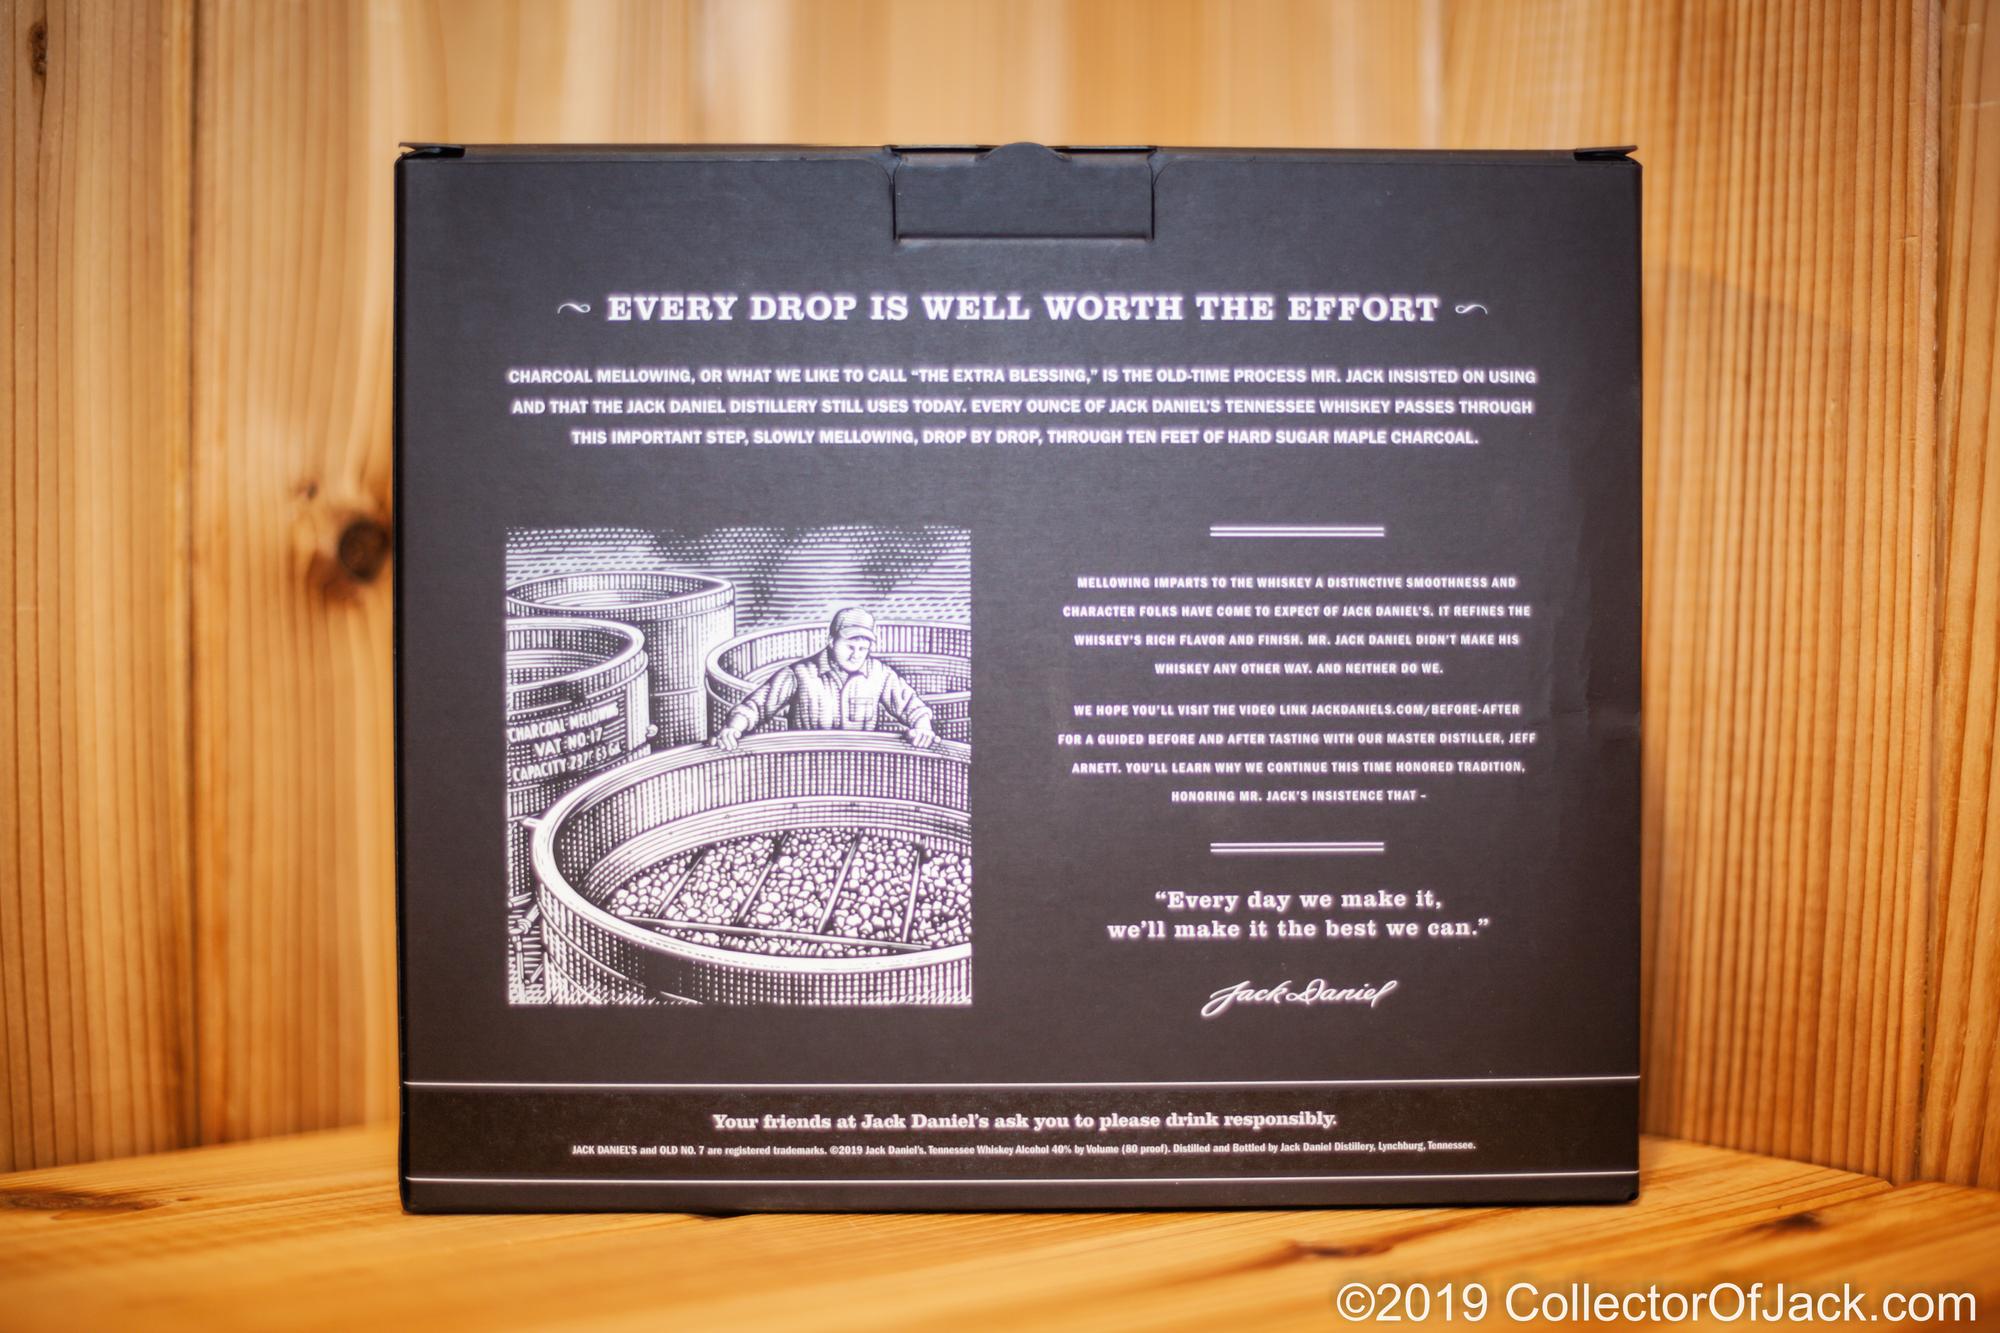 EVERY DROP IS WELL WORTH THE EFFORT
CHARCOAL MELLOWING, OR WHAT WE LIKE TO CALL “THE EXTRA BLESSING,” IS THE OLD-TIME PROCESS MR. JACK INSISTED ON USING
AND THAT THE JACK DANIEL DISTILLERY STILL USES TODAY. EVERY OUNCE OF JACK DANIEL’S TENNESSEE WHISKEY PASSES THROUGH
THIS IMPORTANT STEP, SLOWLY MELLOWING, DROP BY DROP, THROUGH TEN FEET OF HARD SUGAR MAPLE CHARCOAL.
CHARCOAL-MELLOWING
VAT-NO-17
CAPACITY
MELLOWING IMPARTS TO THE WHISKEY A DISTINCTIVE SMOOTHNESS AND
CHARACTER FOLKS HAVE COME TO EXPECT OF JACK DANIEL’S. IT REFINES THE
WHISKEY’S RICH FLAVOR AND FINISH. MR. JACK DANIEL DIDN’T MAKE HIS
WHISKEY ANY OTHER WAY. AND NEITHER DO WE.
WE HOPE YOU’LL VISIT THE VIDEO LINK JACKDANIELS.COM/BEFORE-AFTER
FOR A GUIDED BEFORE AND AFTER TASTING WITH OUR MASTER DISTILLER, JEFF
ARNETT. YOU’LL LEARN WHY WE CONTINUE THIS TIME HONORED TRADITION,
HONORING MR. JACK’S INSISTENCE THAT –
“Every day we make it,
we’ll make it the best we can.”
Jack Daniel
Your friends at Jack Daniel’s ask you to please drink responsibly.
JACK DANIEL’S and OLD NO. 7 are registered trademarks. ©2019 Jack Daniel’s. Tennessee Whiskey Alcohol 40% by Volume (80 proof). Distilled and Bottled by Jack Daniel Distillery, Lynchburg, Tennessee.
©2019 CollectorOfJack.com